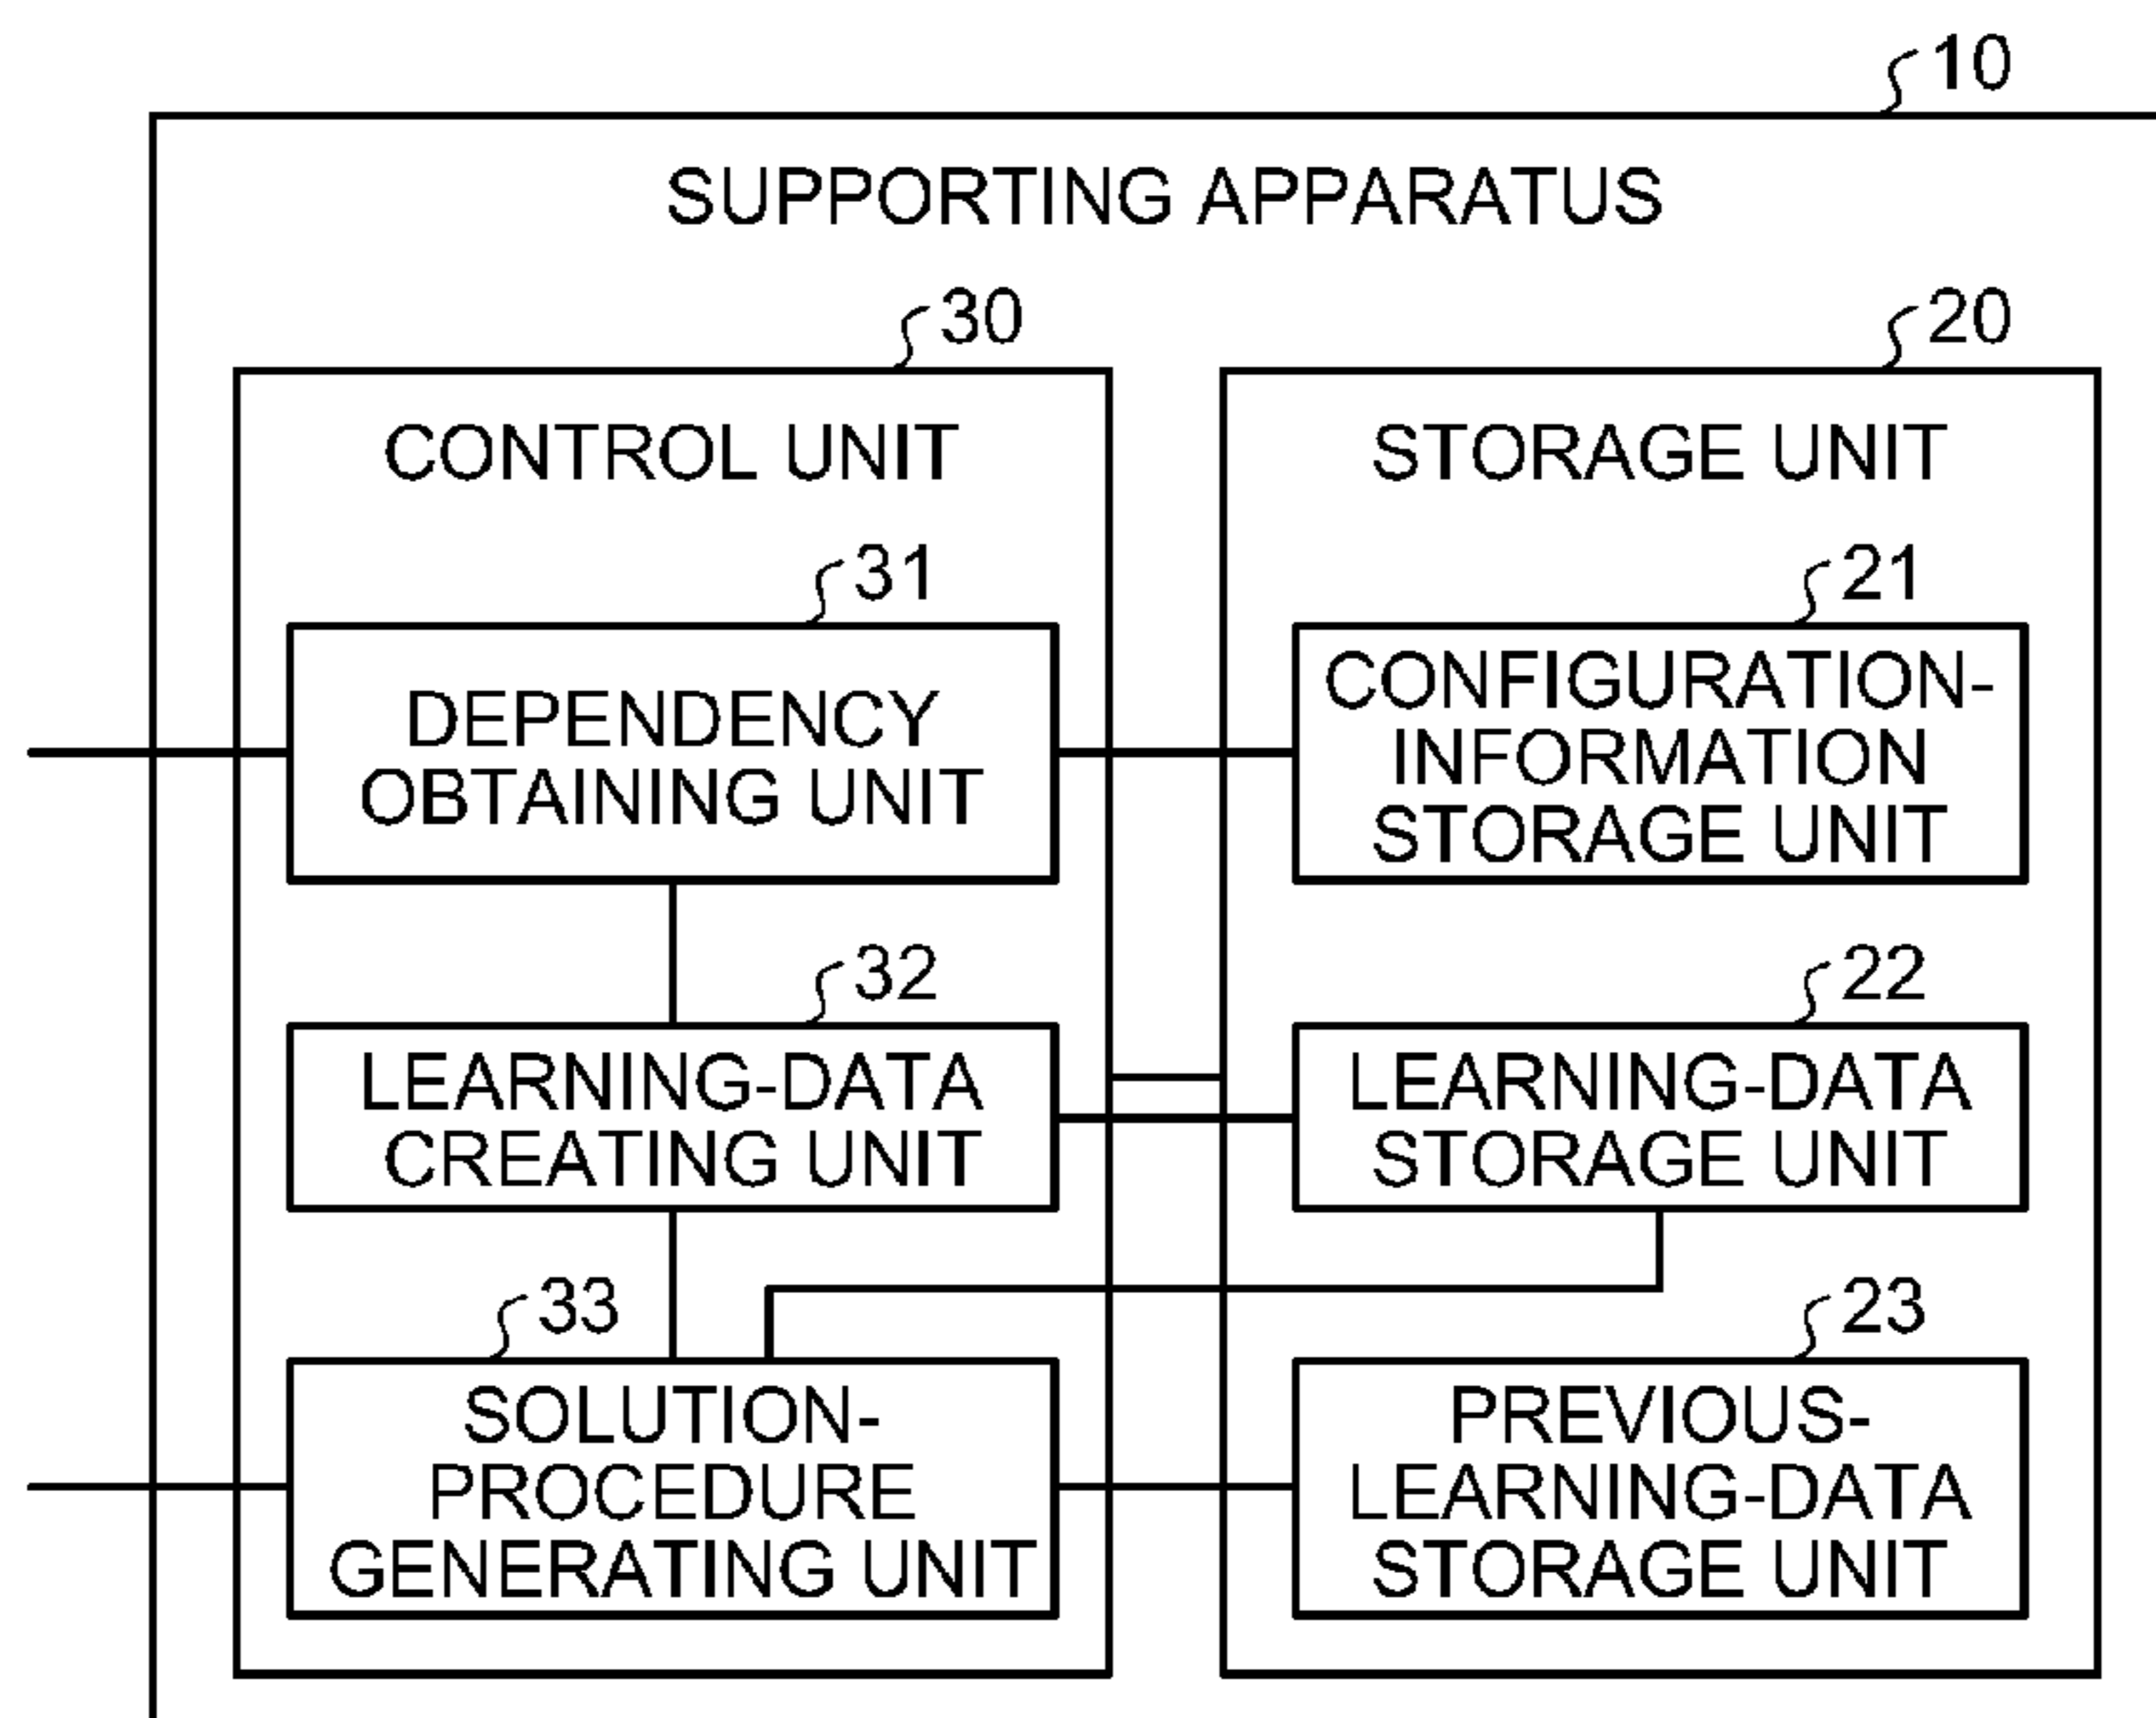 10
SUPPORTING APPARATUS
30
CONTROL UNIT
31
DEPENDENCY
OBTAINING UNIT
32
LEARNING-DATA
CREATING UNIT
33
SOLUTION-
PROCEDURE
GENERATING UNIT
20
STORAGE UNIT
21
CONFIGURATION-
INFORMATION
STORAGE UNIT
22
LEARNING-DATA
STORAGE UNIT
23
PREVIOUS-
LEARNING-DATA
STORAGE UNIT